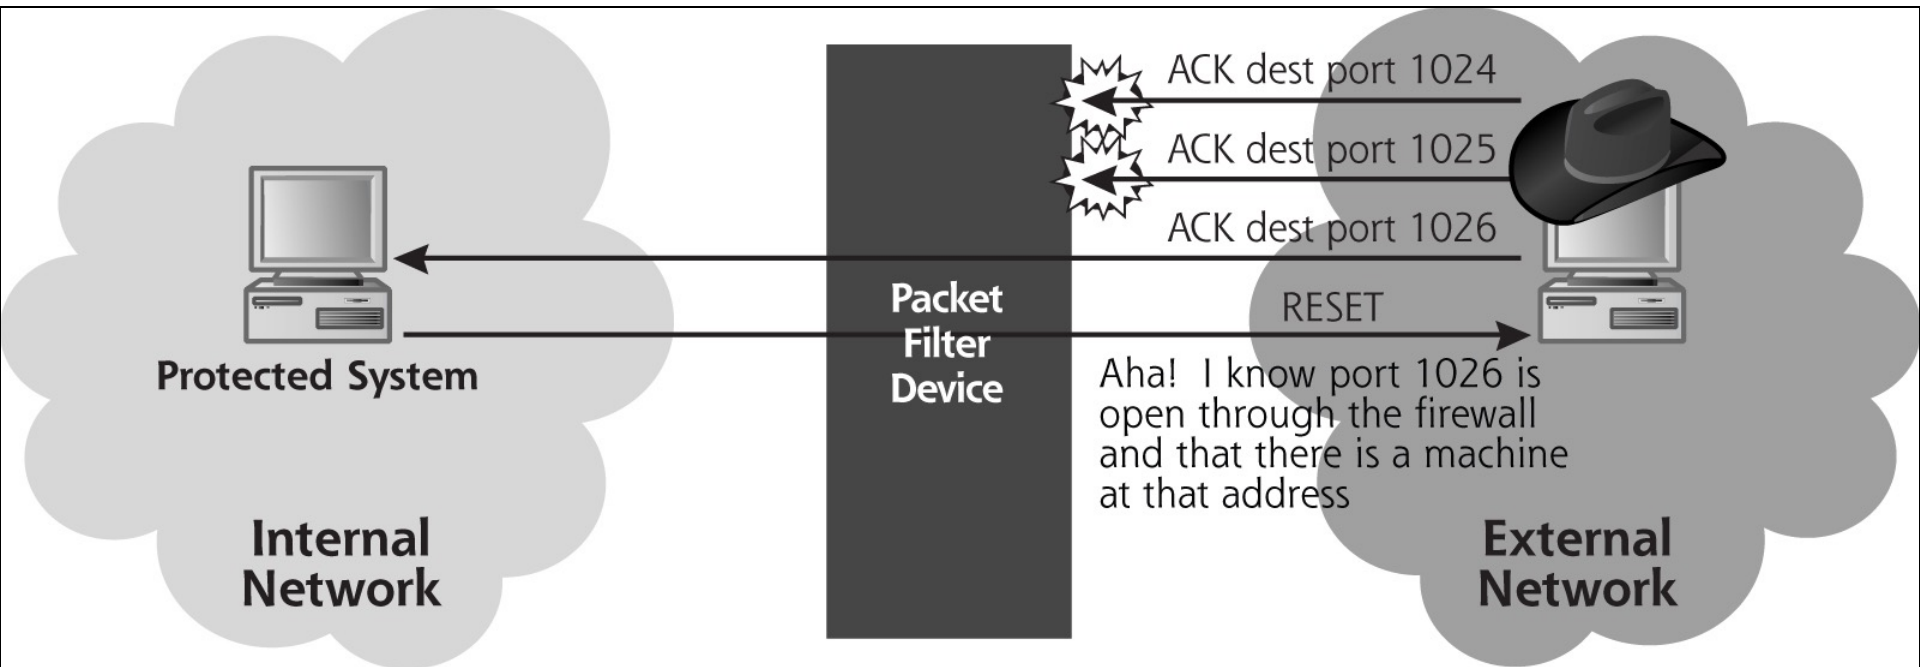 ACK dest port 1024
ACK dest port 1025
ACK dest port 1026
RESET
Packet
Filter
Device
Protected System
Aha! I know port 1026 is
open through the firewall
and that there is a machine
at that address
Internal
Network
External
Network